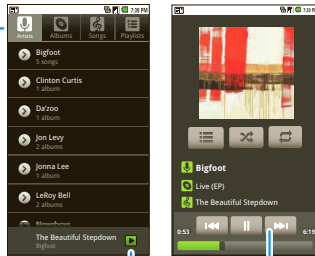 7:39 PM
Artists
Albums
Songs
Playlists
Bigfoot
5 songs
Clinton Curtis
1 album
Da'zoo
1 album
Jon Levy
2 albums
Jonna Lee
1 album
LeRoy Bell
2 albums
The Beautiful Stepdown
Bigfoot
7:39 PM
Bigfoot
Live (EP)
The Beautiful Stepdown
0:53
6:19